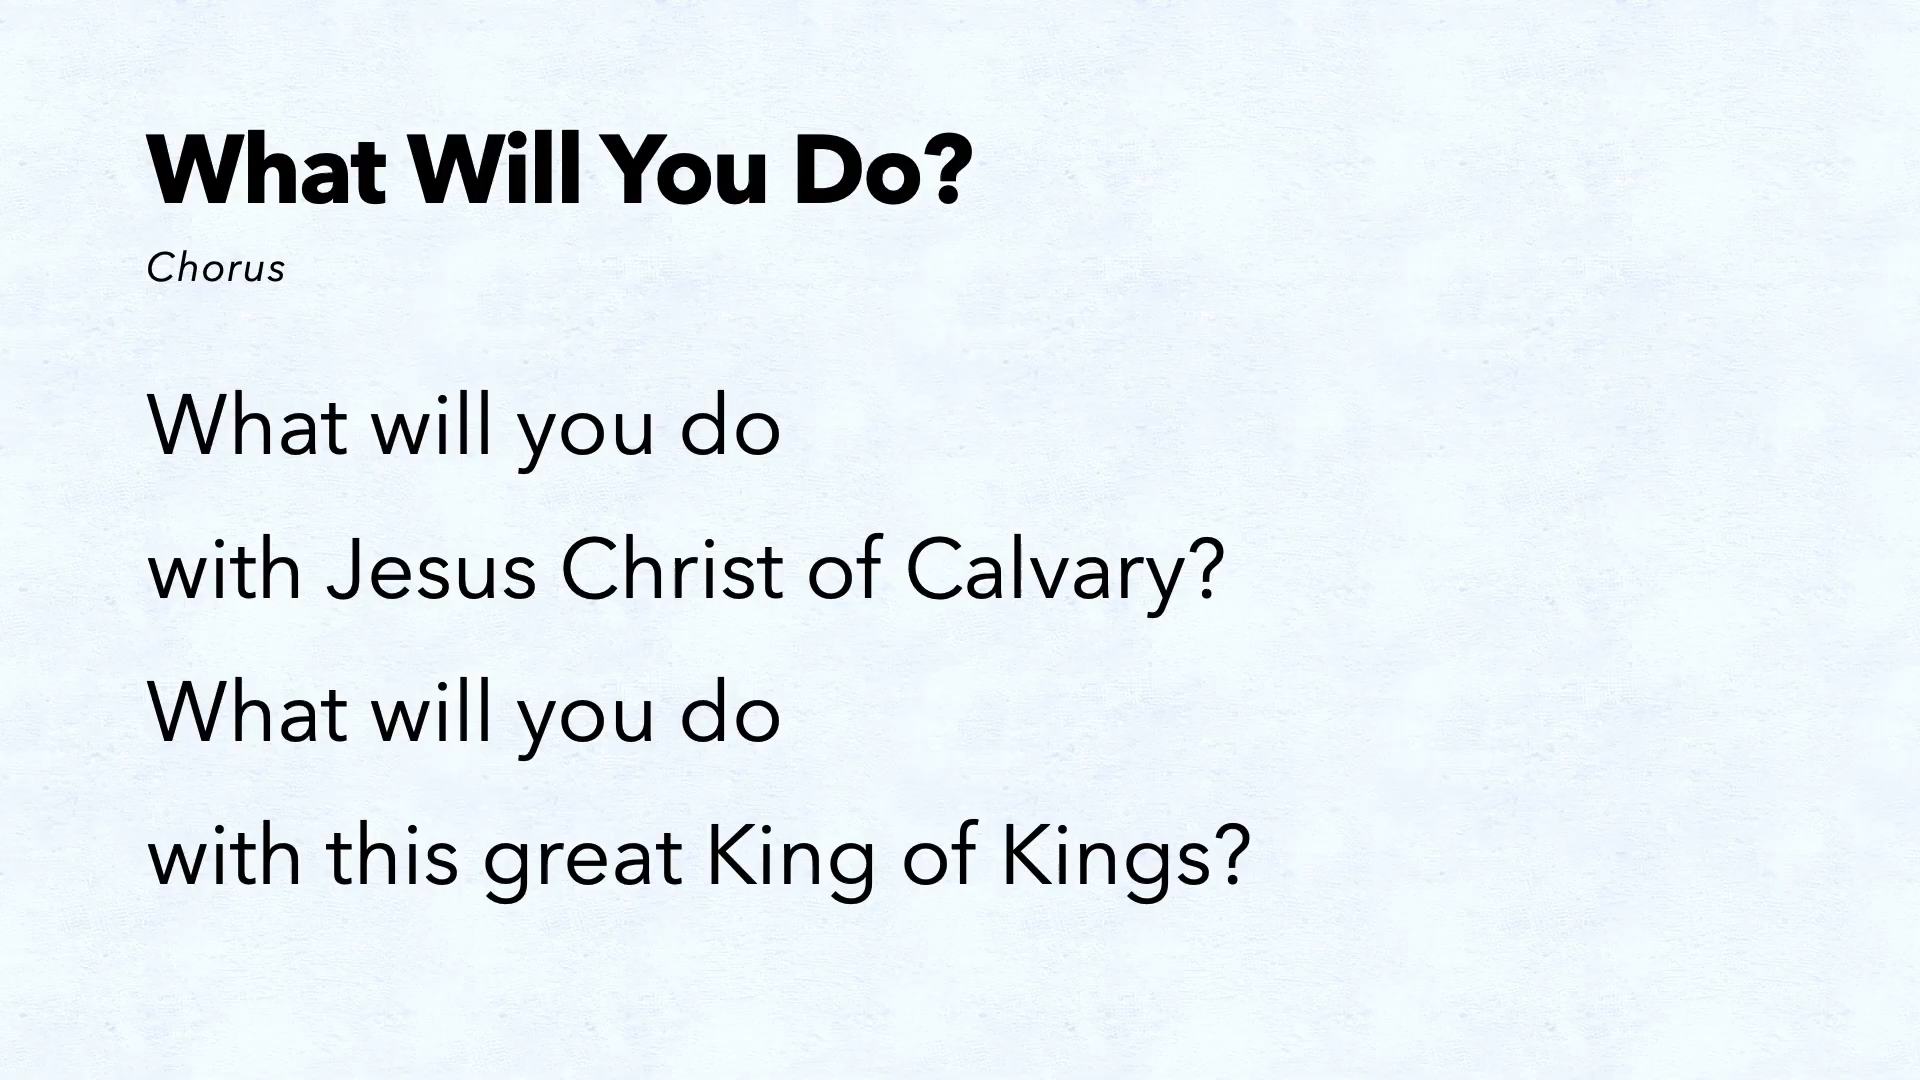 What Will You Do?
Chorus
What will you do
with Jesus Christ of Calvary?
What will you do
with this great King of Kings?